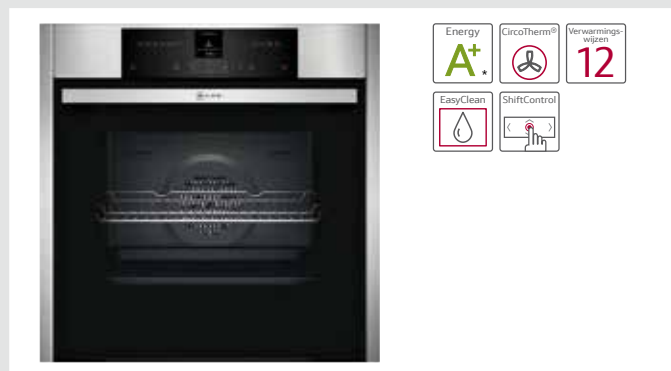 Energy
A+*
CircoTherm®
Verwarmings-
wijzen
12
EasyClean
ShiftControl